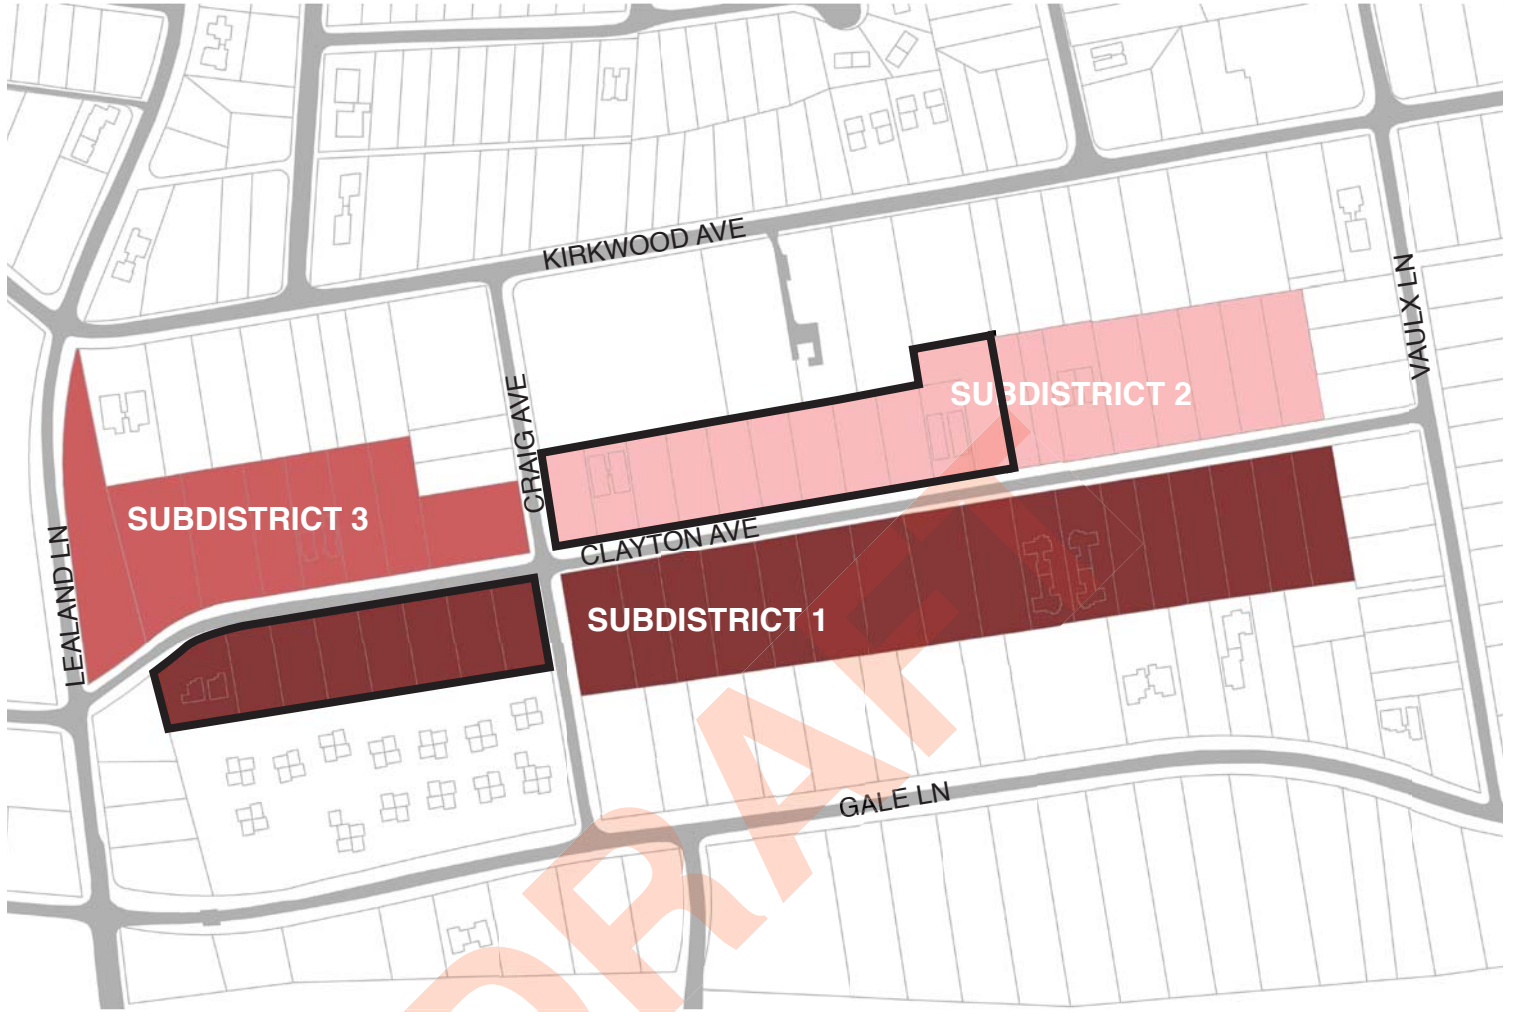 KIRKWOOD AVE
VAULX LN
CRAIG AVE
SUBDISTRICT 2
SUBDISTRICT 3
CLAYTON AVE
LEALAND LN
SUBDISTRICT 1
GALE LN
DRAFT